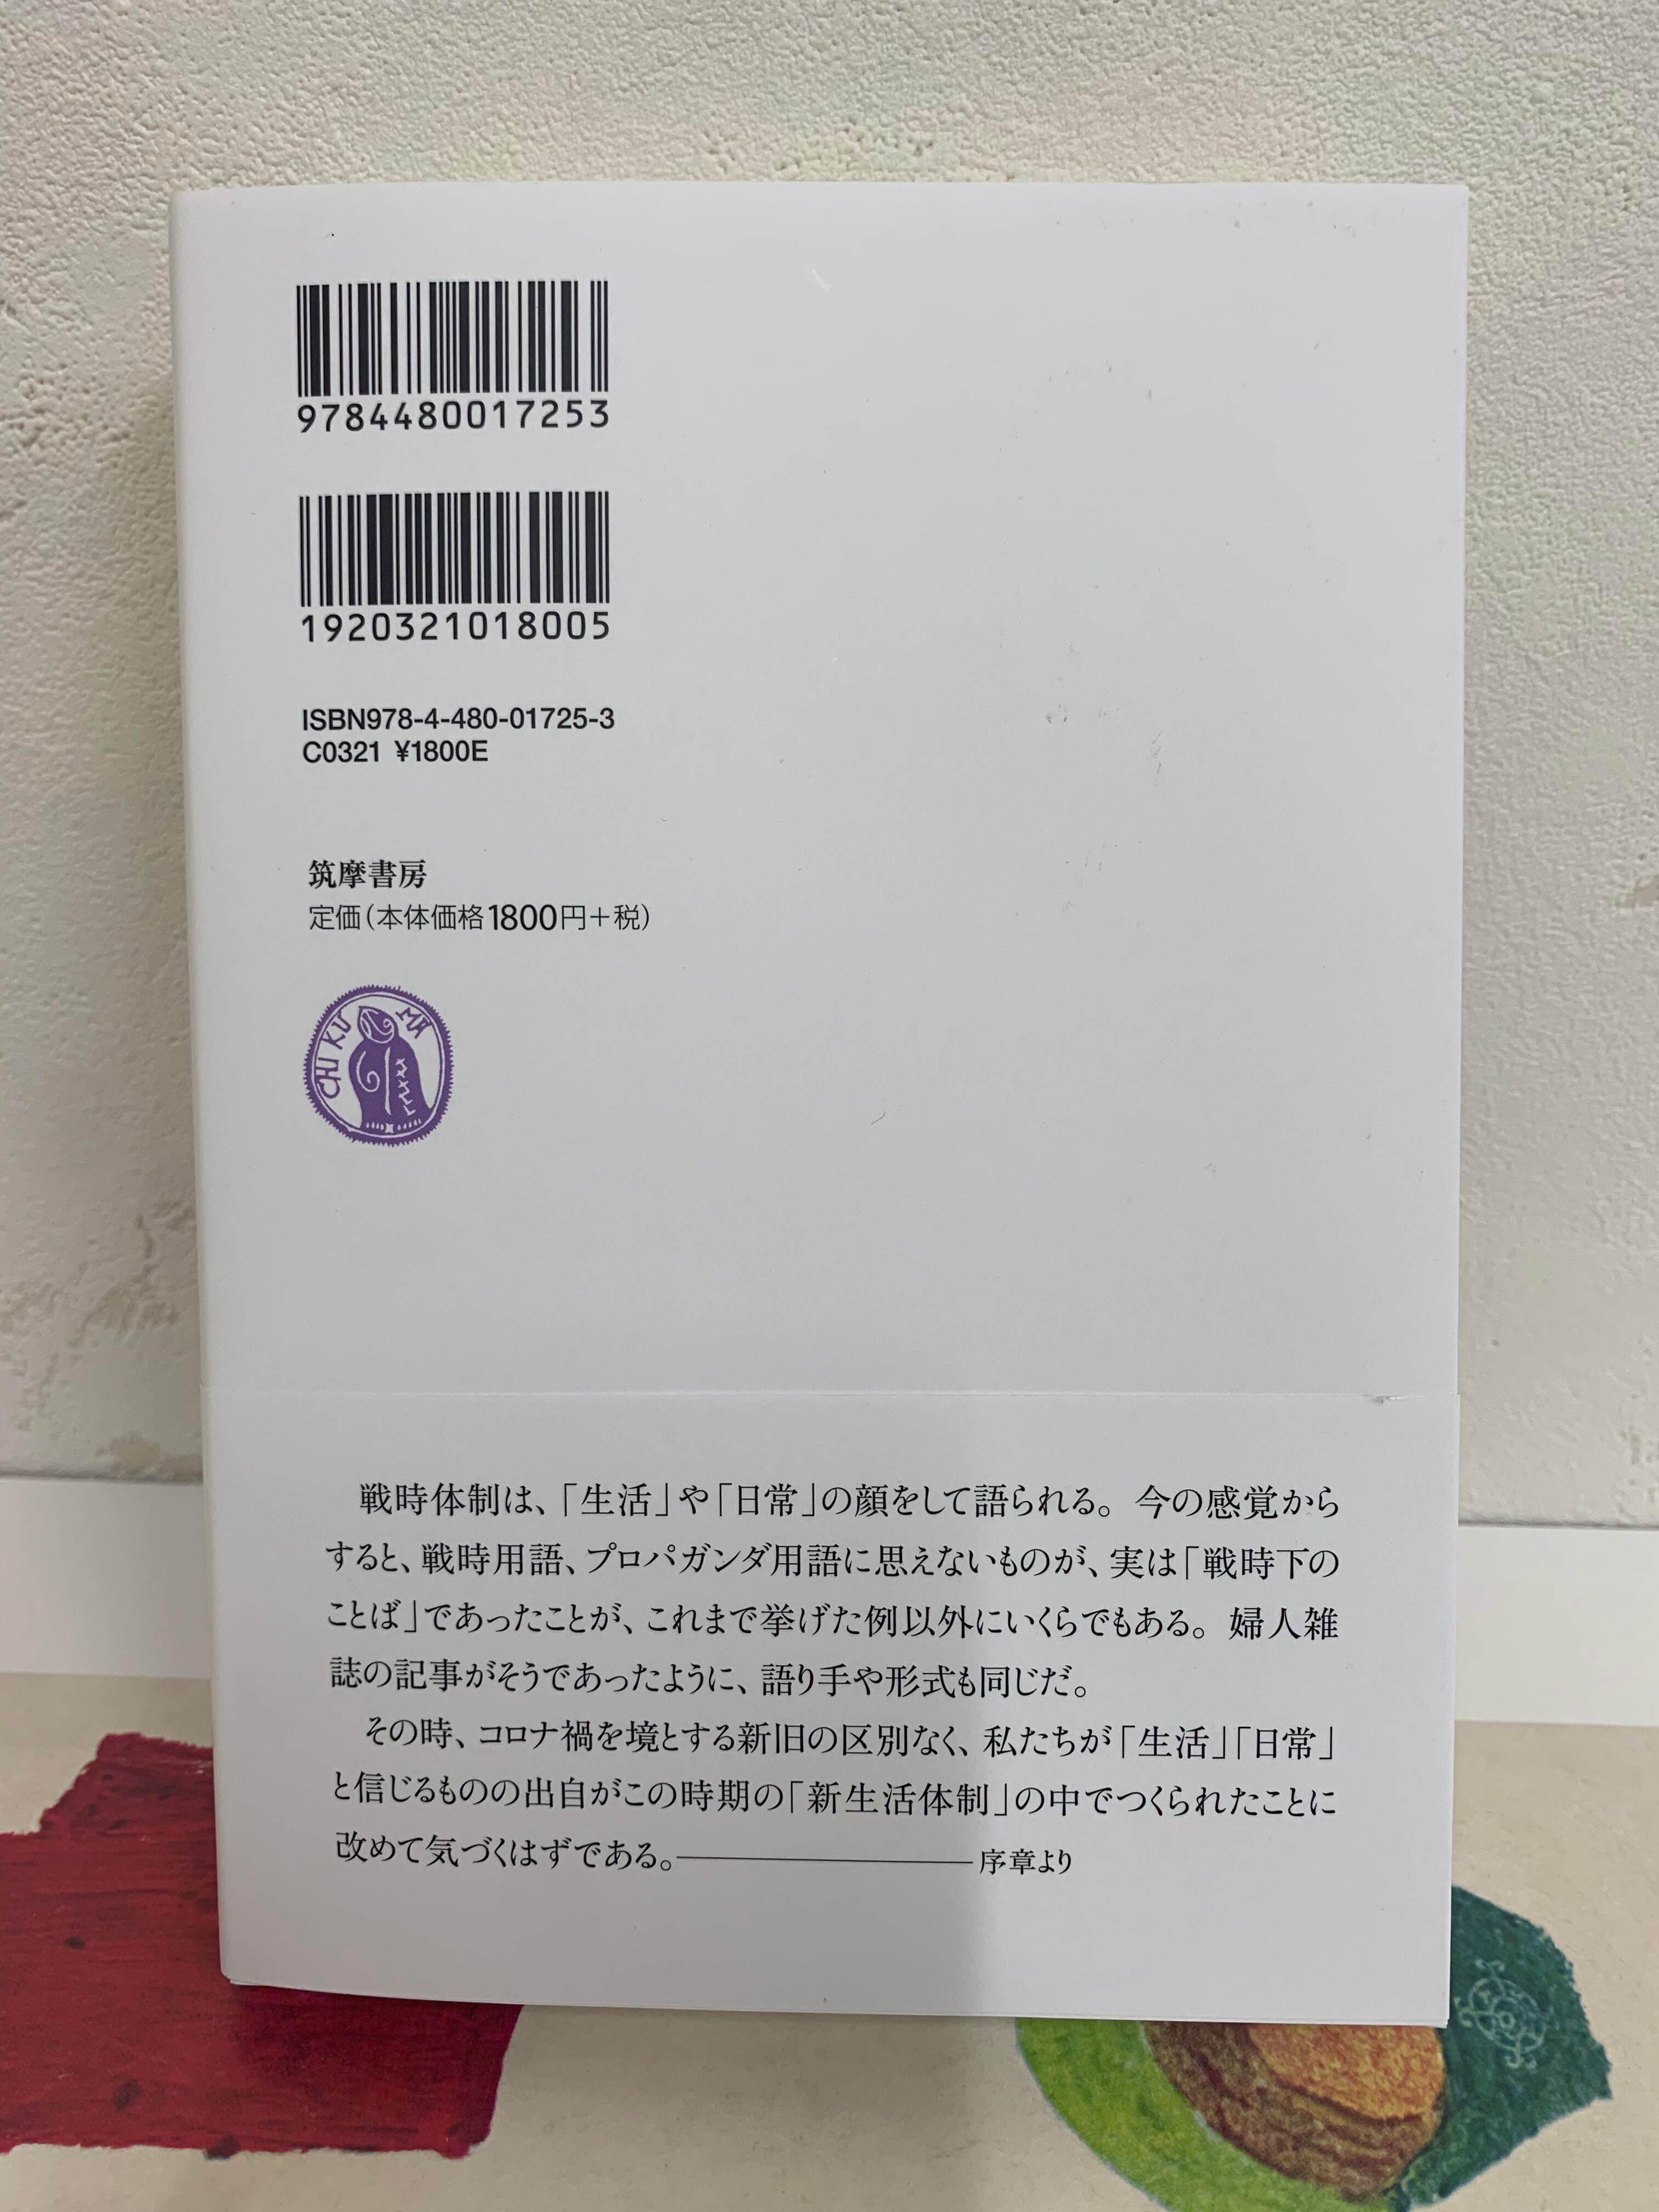 9784480017253
1920321018005
ISBN978-4-480-01725-3
C0321 ¥1800E
筑摩書房
定価(本体価格1800円+税)
CHIKUMA
戦時体制は、「生活」や「日常」の顔をして語られる。今の感覚から
すると、戦時用語、プロパガンダ用語に思えないものが、実は「戦時下の
ことば」であったことが、これまで挙げた例以外にいくらでもある。婦人雑
誌の記事がそうであったように、語り手や形式も同じだ。
その時、コロナ禍を境とする新旧の区別なく、私たちが「生活」「日常」
と信じるものの出自がこの時期の「新生活体制」の中でつくられたことに
改めて気づくはずである。――――序章より